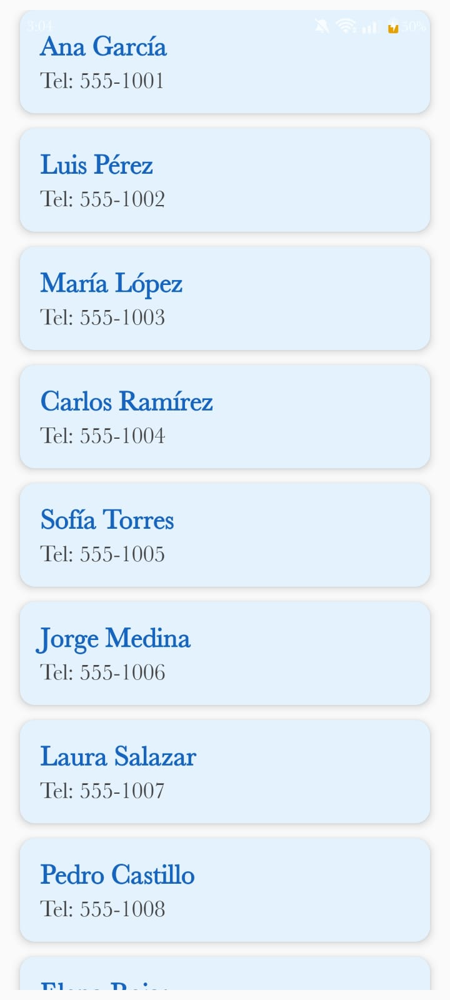 3:04 50%
Ana García
Tel: 555-1001
Luis Pérez
Tel: 555-1002
María López
Tel: 555-1003
Carlos Ramírez
Tel: 555-1004
Sofía Torres
Tel: 555-1005
Jorge Medina
Tel: 555-1006
Laura Salazar
Tel: 555-1007
Pedro Castillo
Tel: 555-1008